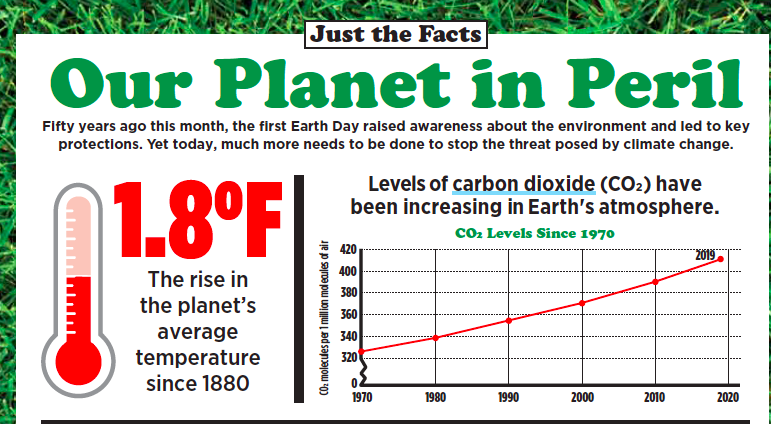 Just the Facts
Our Planet in Peril
Fifty years ago this month, the first Earth Day raised awareness about the environment and led to key
protections. Yet today, much more needs to be done to stop the threat posed by climate change.
1.8°F
The rise in
the planet's
average
temperature
since 1880
Levels of carbon dioxide (CO₂) have
been increasing in Earth's atmosphere.
CO₂ Levels Since 1970
CO₂ molecules per 1 million molecules of air
420
400
380
360
340
320
0
2019
1970 1980 1990 2000 2010 2020